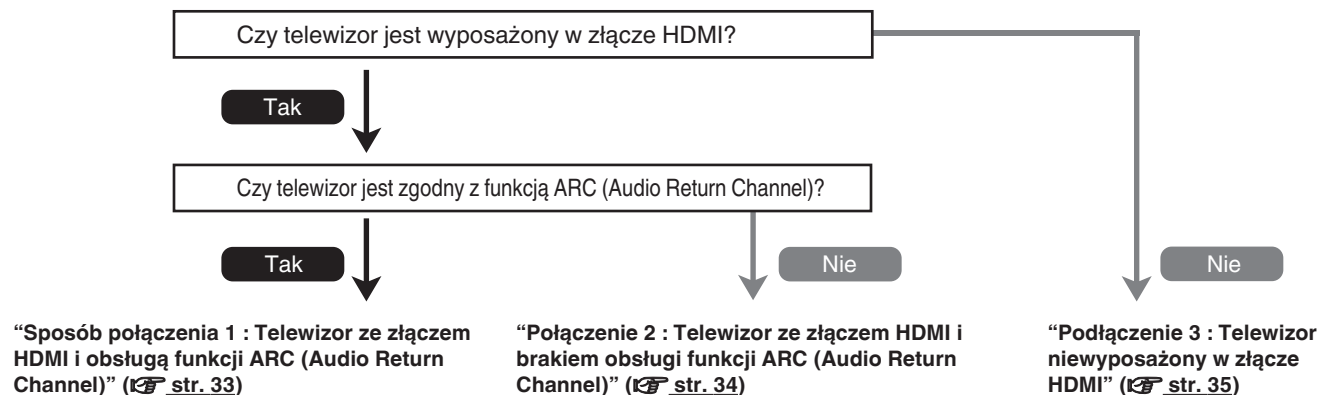 Czy telewizor jest wyposażony w złącze HDMI?
Tak
Czy telewizor jest zgodny z funkcją ARC (Audio Return Channel)?
Tak
Nie
Nie
“Sposób połączenia 1 : Telewizor ze złączem
HDMI i obsługą funkcji ARC (Audio Return
Channel)” (☞ str. 33)
“Połączenie 2 : Telewizor ze złączem HDMI i
brakiem obsługi funkcji ARC (Audio Return
Channel)” (☞ str. 34)
“Podłączenie 3 : Telewizor
niewyposażony w złącze
HDMI” (☞ str. 35)